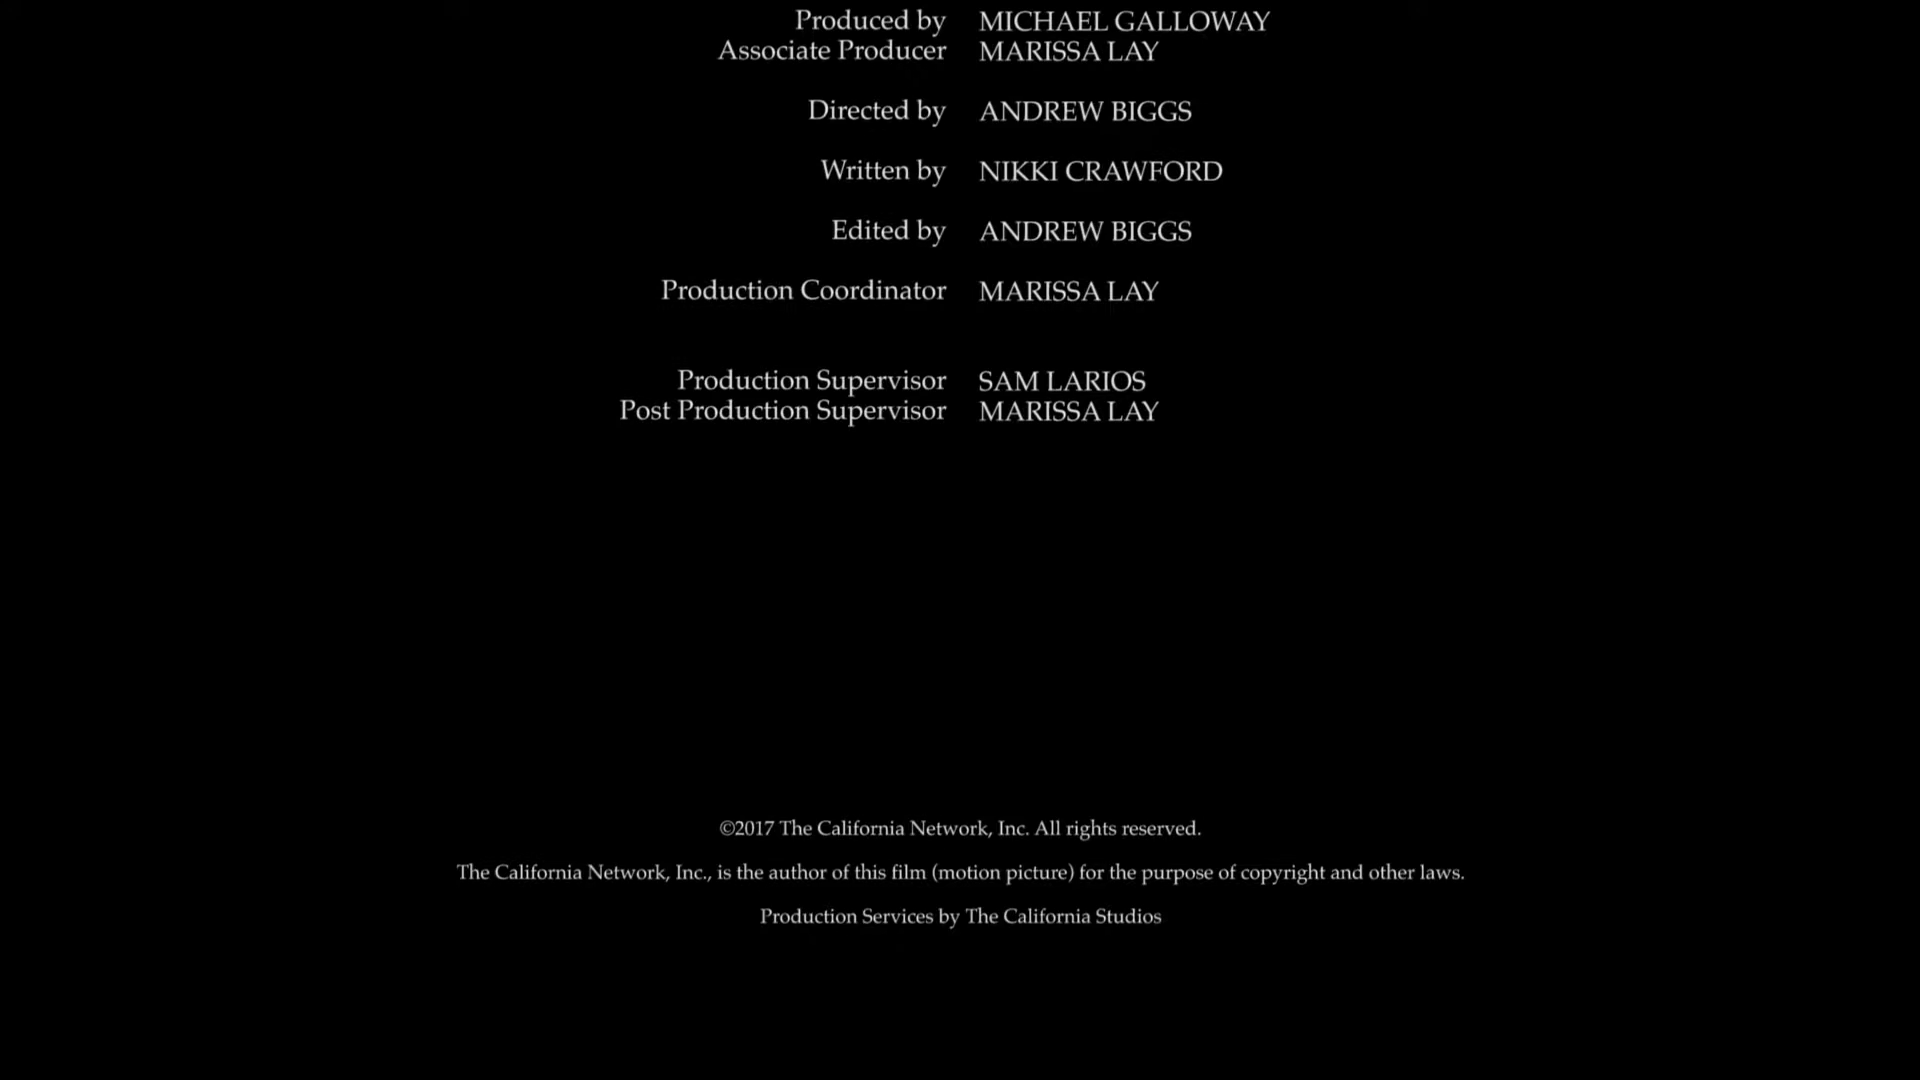 Produced by MICHAEL GALLOWAY
Associate Producer MARISSA LAY
Directed by ANDREW BIGGS
Written by NIKKI CRAWFORD
Edited by ANDREW BIGGS
Production Coordinator MARISSA LAY
Production Supervisor SAM LARIOS
Post Production Supervisor MARISSA LAY
©2017 The California Network, Inc. All rights reserved.
The California Network, Inc., is the author of this film (motion picture) for the purpose of copyright and other laws.
Production Services by The California Studios